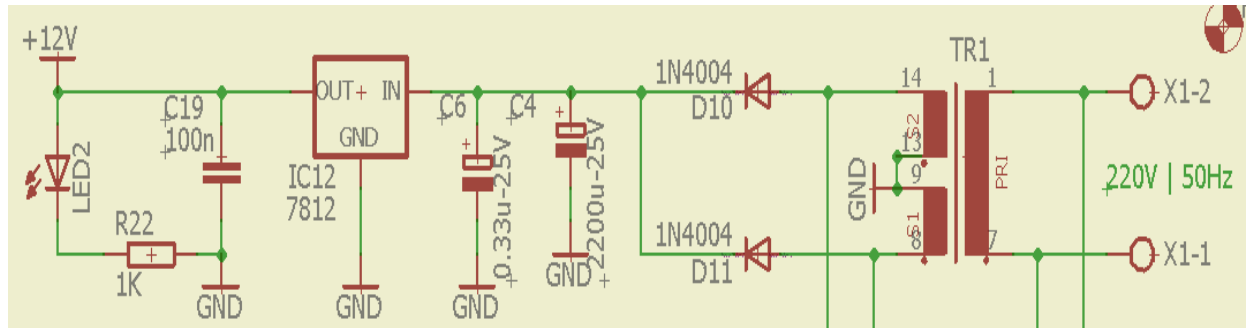 +12V
LED2
R22
1K
C19
100n
GND
OUT+ IN
GND
IC12
7812
GND
C6
0.33u-25V
GND
C4
2200u-25V
GND
1N4004
D10
1N4004
D11
TR1
14
S2
13
9
S1
8
GND
1
PRI
7
X1-2
220V | 50Hz
X1-1